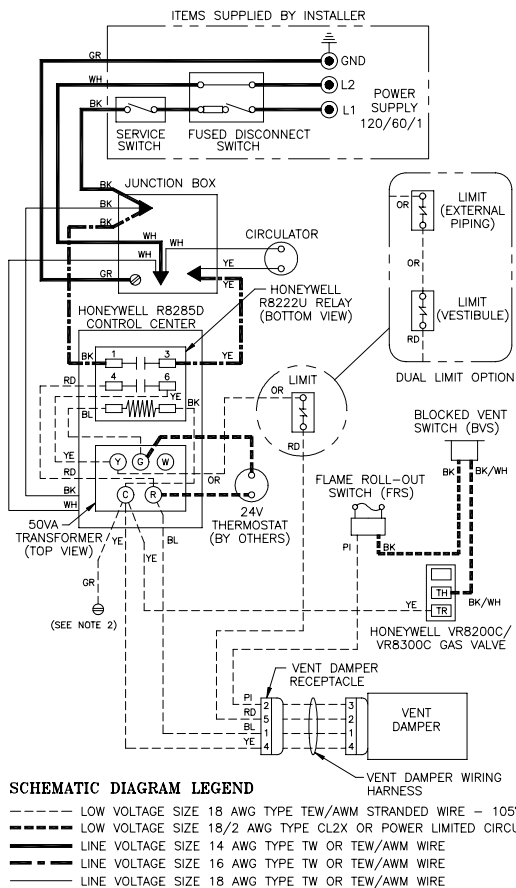 ITEMS SUPPLIED BY INSTALLER
GR
GND
WH
L2
BK
L1
POWER
SUPPLY
120/60/1
SERVICE
SWITCH
FUSED DISCONNECT
SWITCH
BK
JUNCTION BOX
BK
BK
WH
WH
WH
CIRCULATOR
YE
YE
GR
OR
LIMIT
(EXTERNAL
PIPING)
OR
LIMIT
(VESTIBULE)
RD
DUAL LIMIT OPTION
HONEYWELL
R8222U RELAY
(BOTTOM VIEW)
HONEYWELL R8285D
CONTROL CENTER
BK
1
3
YE
RD
4
6
YE
BL
BK
LIMIT
OR
RD
BLOCKED VENT
SWITCH (BVS)
BK
BK/WH
YE
Y
G
W
RD
OR
BK
C
R
WH
24V
THERMOSTAT
(BY OTHERS)
FLAME ROLL-OUT
SWITCH (FRS)
PI
BK
50VA
TRANSFORMER
(TOP VIEW)
YE
YE
BL
GR
(SEE NOTE 2)
YE
TH
TR
BK/WH
HONEYWELL VR8200C/
VR8300C GAS VALVE
VENT DAMPER
RECEPTACLE
PI
2
3
RD
5
2
BL
1
1
YE
4
4
VENT
DAMPER
VENT DAMPER WIRING
HARNESS
SCHEMATIC DIAGRAM LEGEND
LOW VOLTAGE SIZE 18 AWG TYPE TEW/AWM STRANDED WIRE – 105°
LOW VOLTAGE SIZE 18/2 AWG TYPE CL2X OR POWER LIMITED CIRCU
LINE VOLTAGE SIZE 14 AWG TYPE TW OR TEW/AWM WIRE
LINE VOLTAGE SIZE 16 AWG TYPE TW OR TEW/AWM WIRE
LINE VOLTAGE SIZE 18 AWG TYPE TW OR TEW/AWM WIRE